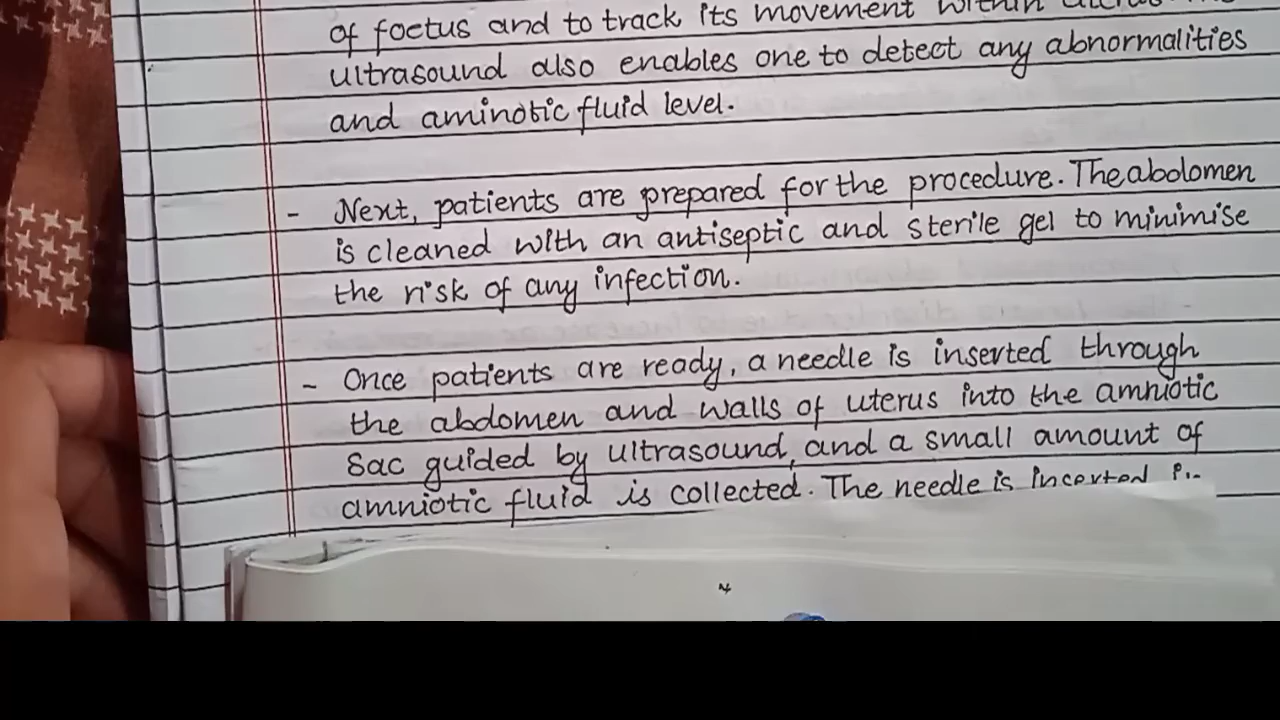 of foetus and to track its movement within uterus.
ultrasound also enables one to detect any abnormalities
and aminotic fluid level.
- Next, patients are prepared for the procedure. The abdomen
is cleaned with an antiseptic and sterile gel to minimise
the risk of any infection.
- Once patients are ready, a needle is inserted through
the abdomen and walls of uterus into the amniotic
Sac guided by ultrasound, and a small amount of
amniotic fluid is collected. The needle is inserted